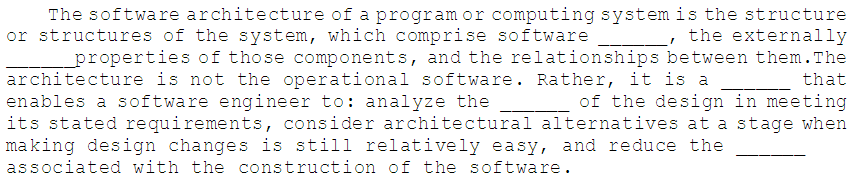 The software architecture of a program or computing system is the structure
or structures of the system, which comprise software ______, the externally
______properties of those components, and the relationships between them.The
architecture is not the operational software. Rather, it is a ______ that
enables a software engineer to: analyze the ______ of the design in meeting
its stated requirements, consider architectural alternatives at a stage when
making design changes is still relatively easy, and reduce the ______
associated with the construction of the software.